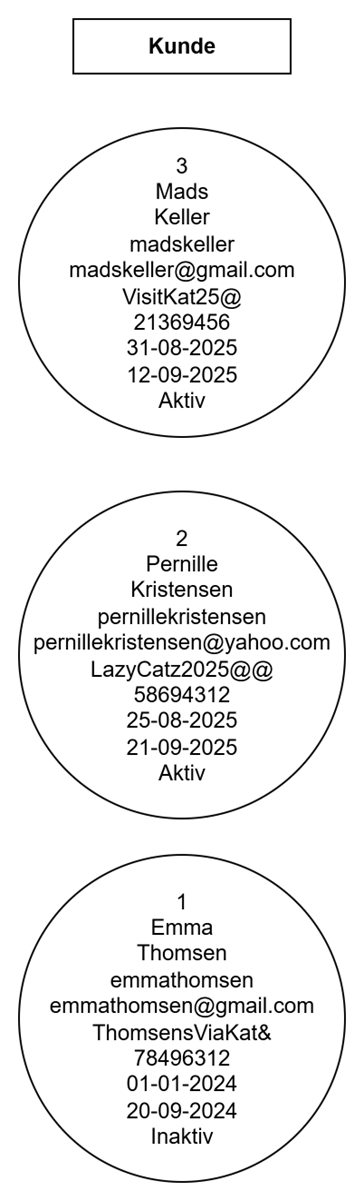 Kunde
3
Mads
Keller
madskeller
madskeller@gmail.com
VisitKat25@
21369456
31-08-2025
12-09-2025
Aktiv
2
Pernille
Kristensen
pernillekristensen
pernillekristensen@yahoo.com
LazyCatz2025@@
58694312
25-08-2025
21-09-2025
Aktiv
1
Emma
Thomsen
emmathomsen
emmathomsen@gmail.com
ThomsensViaKat&
78496312
01-01-2024
20-09-2024
Inaktiv